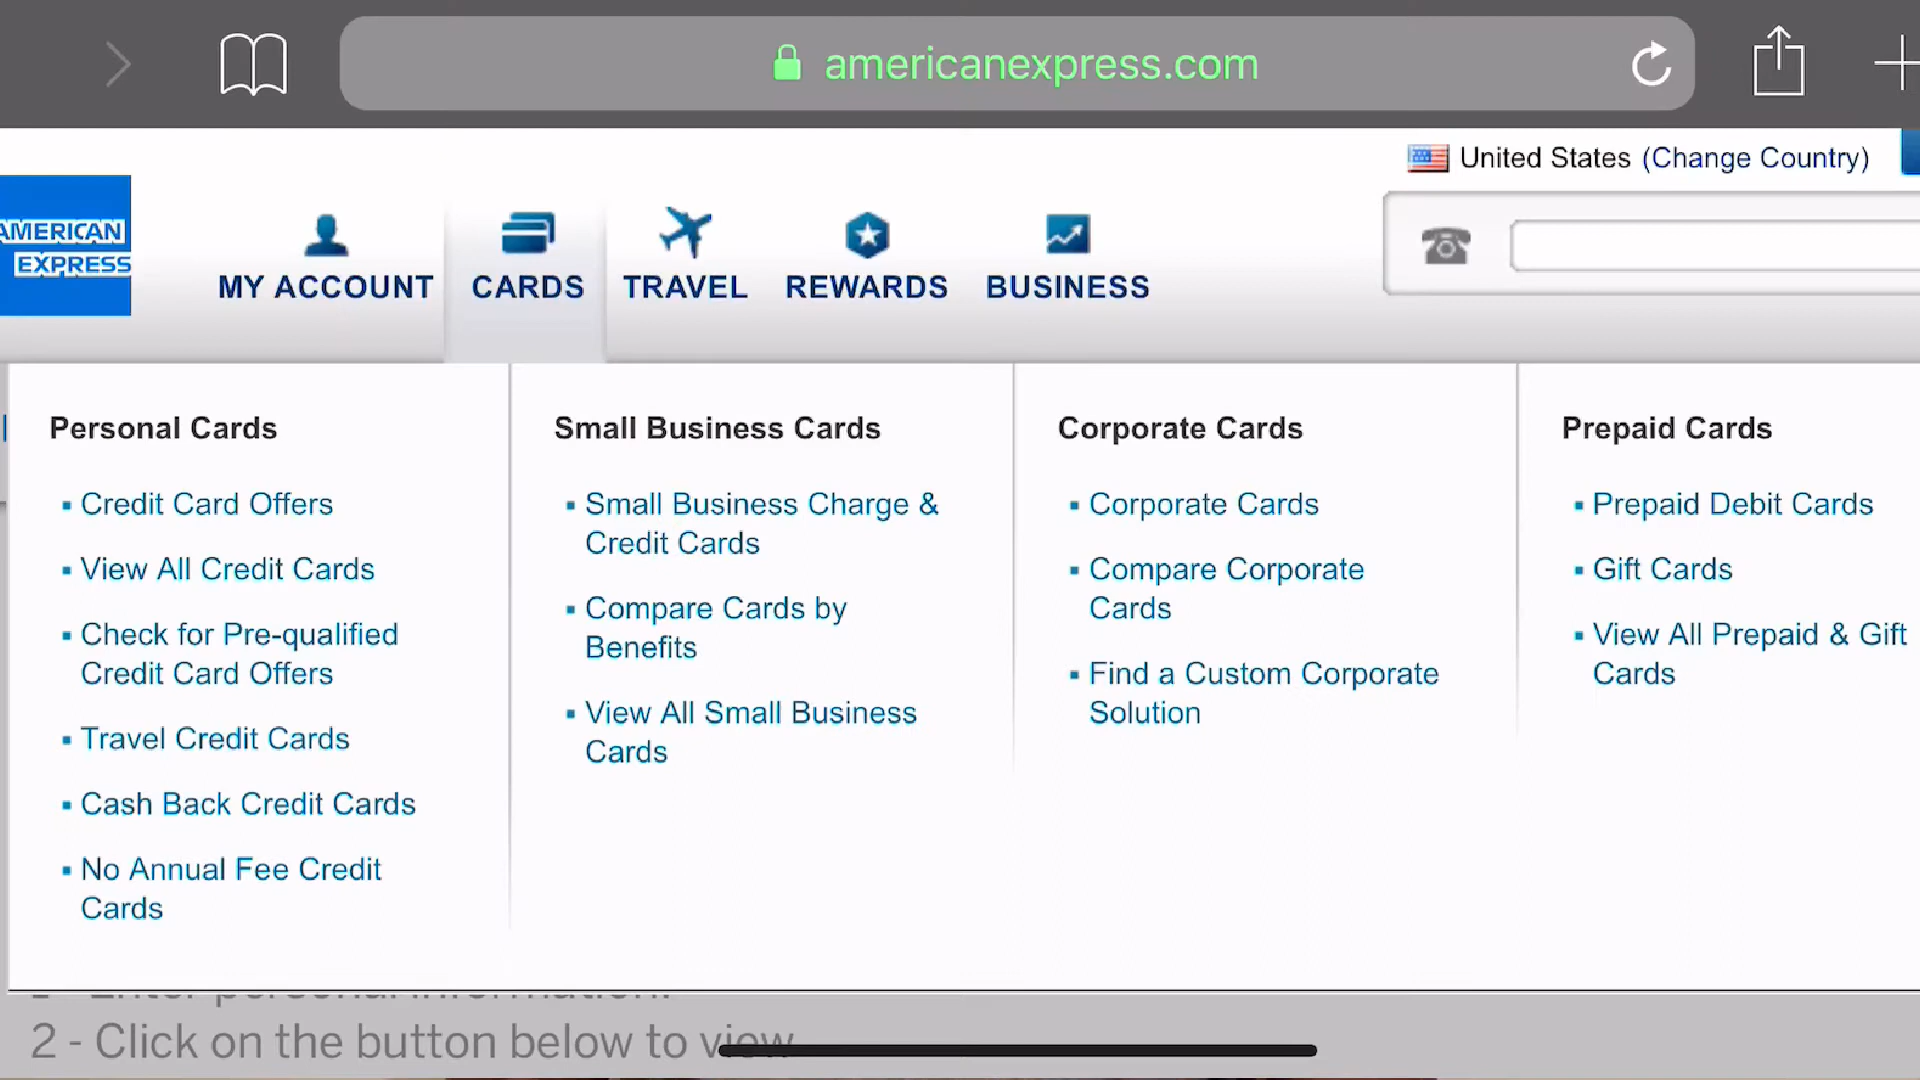 americanexpress.com
United States (Change Country)
AMERICAN
EXPRESS
MY ACCOUNT
CARDS
TRAVEL
REWARDS
BUSINESS
Personal Cards
Credit Card Offers
View All Credit Cards
Check for Pre-qualified
Credit Card Offers
Travel Credit Cards
Cash Back Credit Cards
No Annual Fee Credit
Cards
Small Business Cards
Small Business Charge &
Credit Cards
Compare Cards by
Benefits
View All Small Business
Cards
Corporate Cards
Corporate Cards
Compare Corporate
Cards
Find a Custom Corporate
Solution
Prepaid Cards
Prepaid Debit Cards
Gift Cards
View All Prepaid & Gift
Cards
Enter personal information.
2 - Click on the button below to view